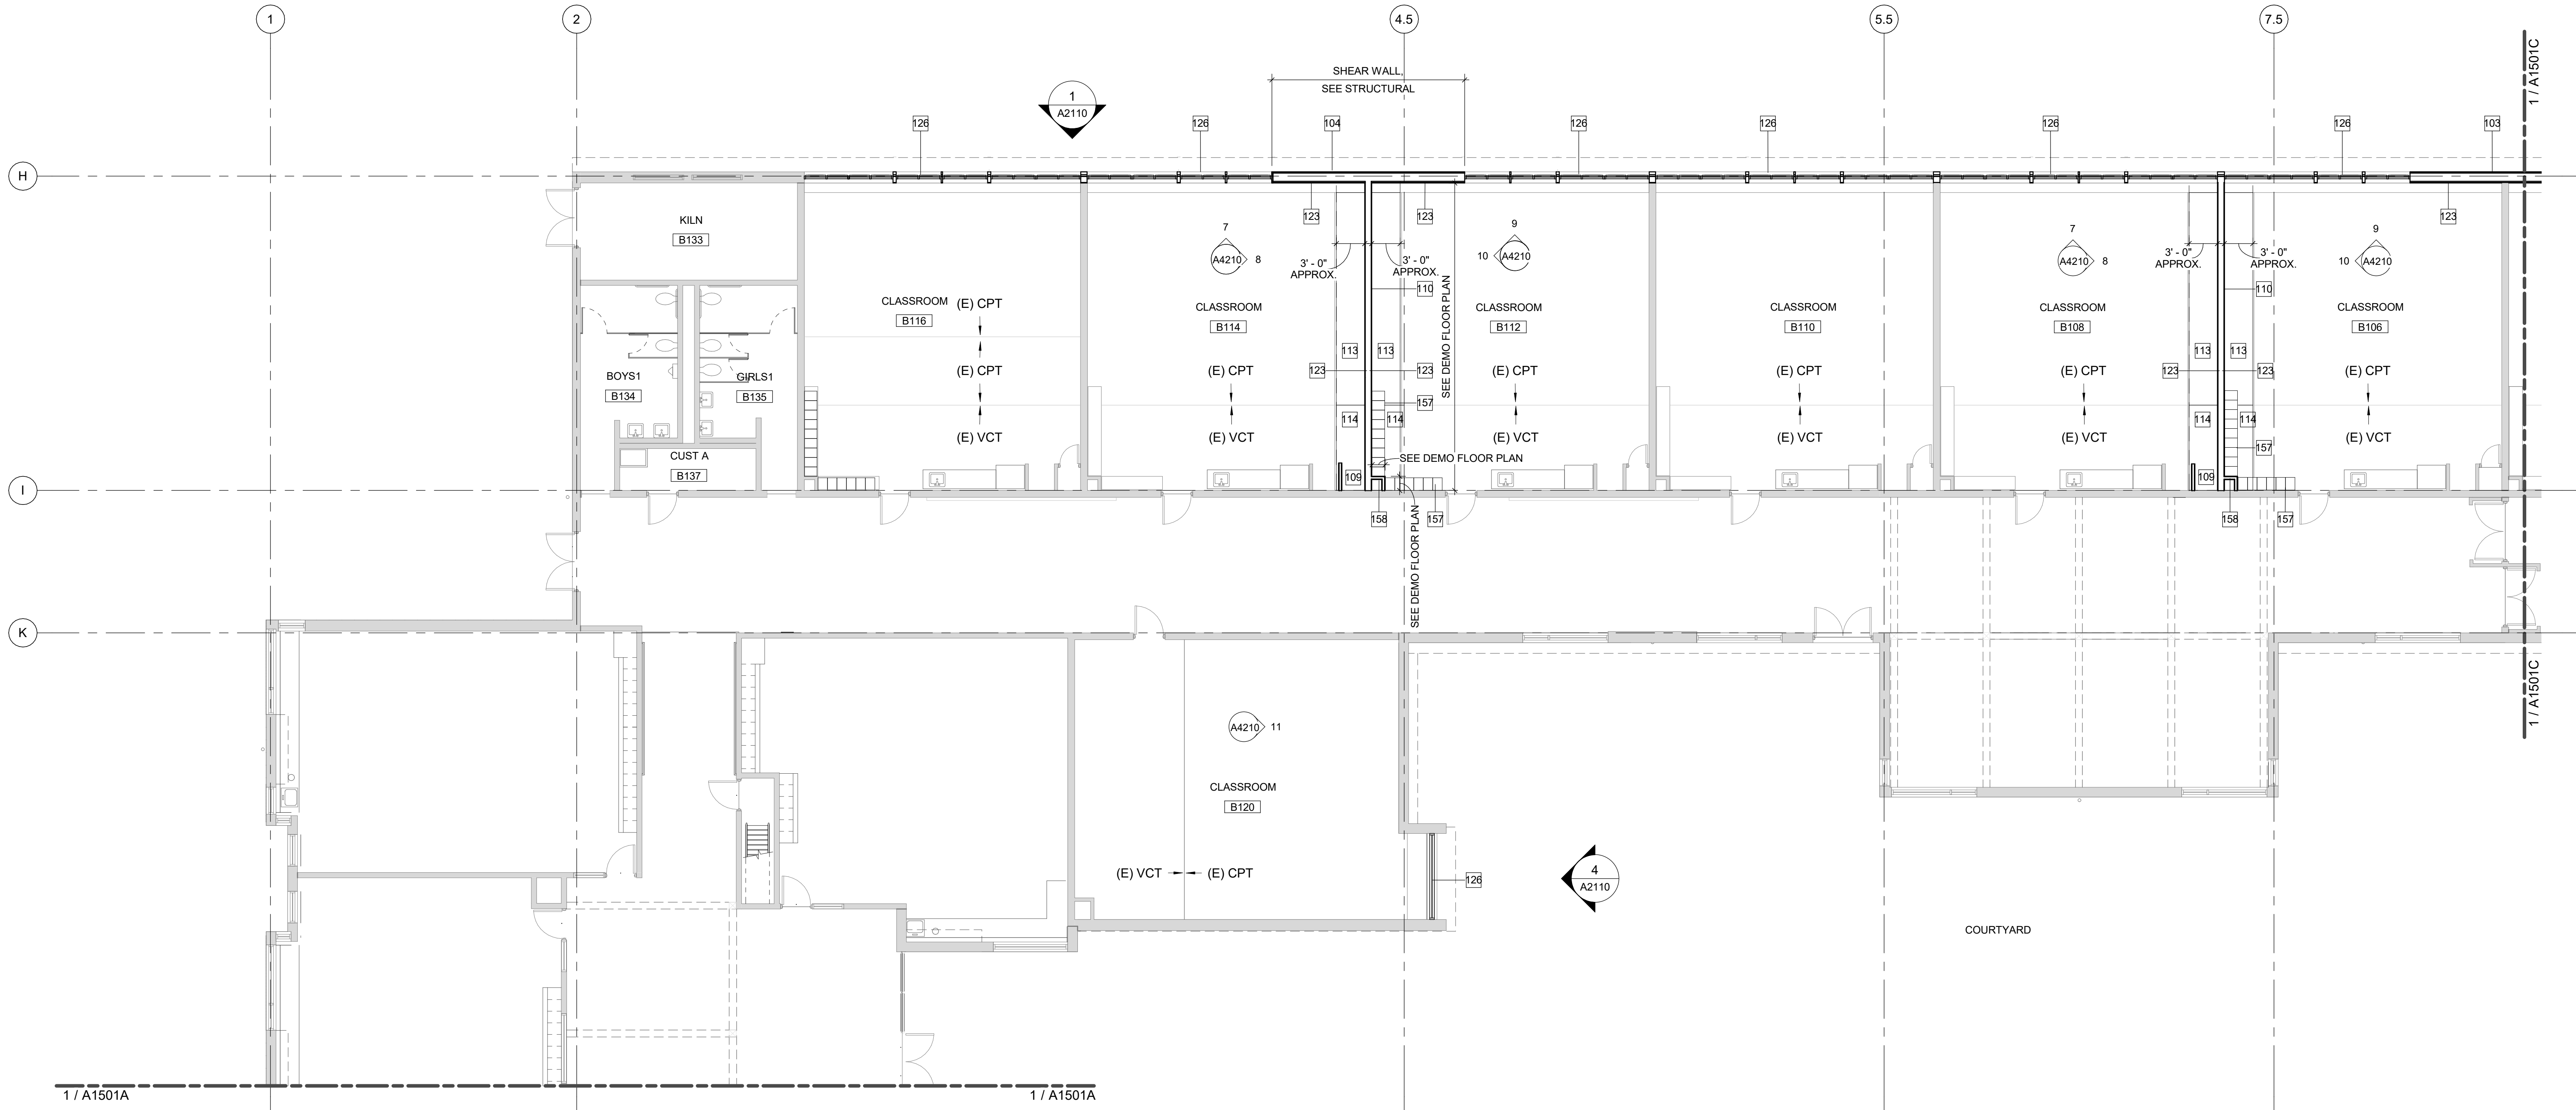 1
2
4.5
5.5
7.5
1 / A1501C
SHEAR WALL,
SEE STRUCTURAL
1
A2110
126
126
104
126
126
126
126
103
H
KILN
B133
123
123
123
7
A4210
8
9
10
A4210
7
A4210
8
9
10
A4210
3' - 0"
APPROX.
3' - 0"
APPROX.
3' - 0"
APPROX.
3' - 0"
APPROX.
110
110
SEE DEMO FLOOR PLAN
CLASSROOM
B116
(E) CPT
CLASSROOM
B114
CLASSROOM
B112
CLASSROOM
B110
CLASSROOM
B108
CLASSROOM
B106
113
113
113
113
BOYS1
B134
GIRLS1
B135
(E) CPT
(E) CPT
123
123
(E) CPT
(E) CPT
(E) CPT
123
123
(E) CPT
157
114
114
114
114
(E) VCT
(E) VCT
(E) VCT
(E) VCT
(E) VCT
(E) VCT
157
CUST A
B137
SEE DEMO FLOOR PLAN
109
109
I
158
157
158
157
SEE DEMO FLOOR PLAN
K
1 / A1501C
A4210
11
CLASSROOM
B120
(E) VCT
(E) CPT
126
4
A2110
COURTYARD
1 / A1501A
1 / A1501A